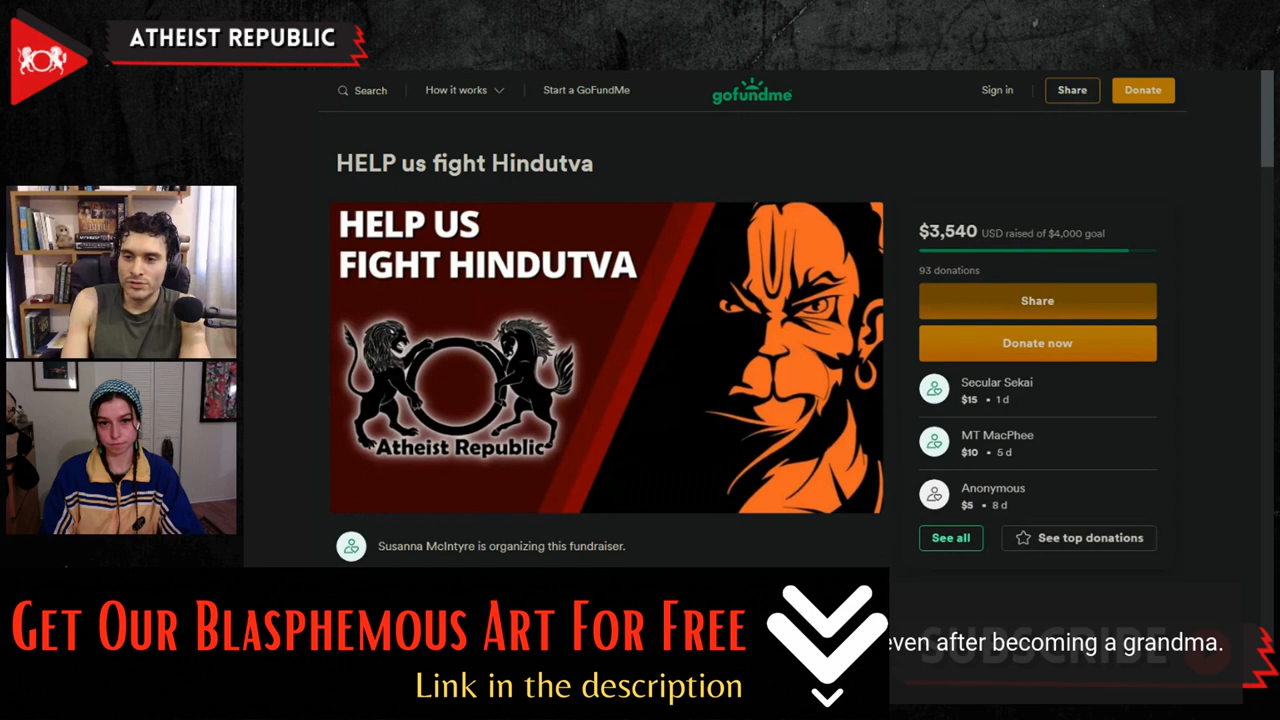 ATHEIST REPUBLIC
Search
How it works
Start a GoFundMe
gofundme
Sign in
Share
Donate
HELP us fight Hindutva
HELP US
FIGHT HINDUTVA
Atheist Republic
$3,540 USD raised of $4,000 goal
93 donations
Share
Donate now
Secular Sekai
$15 • 1 d
MT MacPhee
$10 • 5 d
Anonymous
$5 • 8 d
See all
See top donations
Susanna McIntyre is organizing this fundraiser.
GET OUR BLASPHEMOUS ART FOR FREE
Link in the description
even after becoming a grandma.
SUBSCRIBE